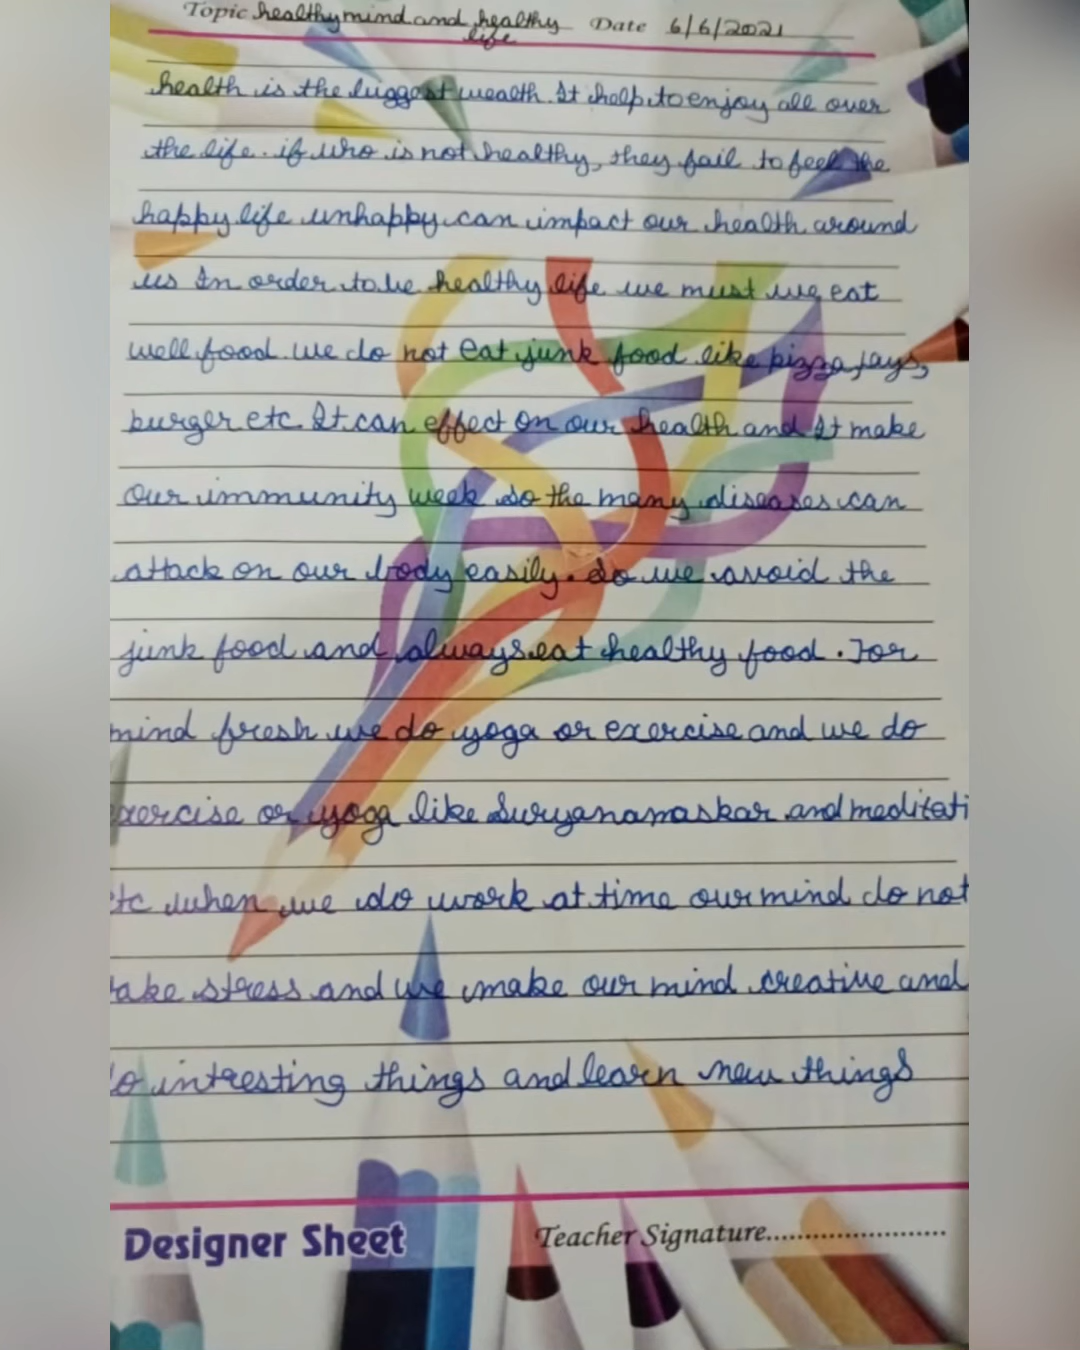 Topic healthy mind and healthy life Date 6/6/2021
health is the biggest wealth. It help to enjoy all over
the life. if who is not healthy, they fail to feel the
happy life unhappy can impact our health around
us In order to be healthy life we must we eat
well food we do not eat junk food like pizza, lays,
burger etc. It can effect on our health and It make
our immunity week so the many diseases can
attack on our body easily. So we avoid the
junk food and always eat healthy food. For
mind fresh we do yoga or exercise and we do
exercise or yoga like Suryanamaskar and meditati
etc when we do work at time our mind do not
take stress and we make our mind creative and
do intresting things and learn new things
Designer Sheet Teacher Signature........................